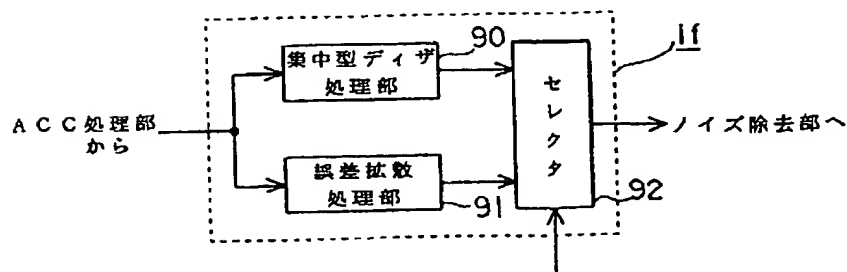 集中型ディザ
処理部
90
1f
セレクタ
ACC処理部
から
ノイズ除去部へ
誤差拡散
処理部
91
92